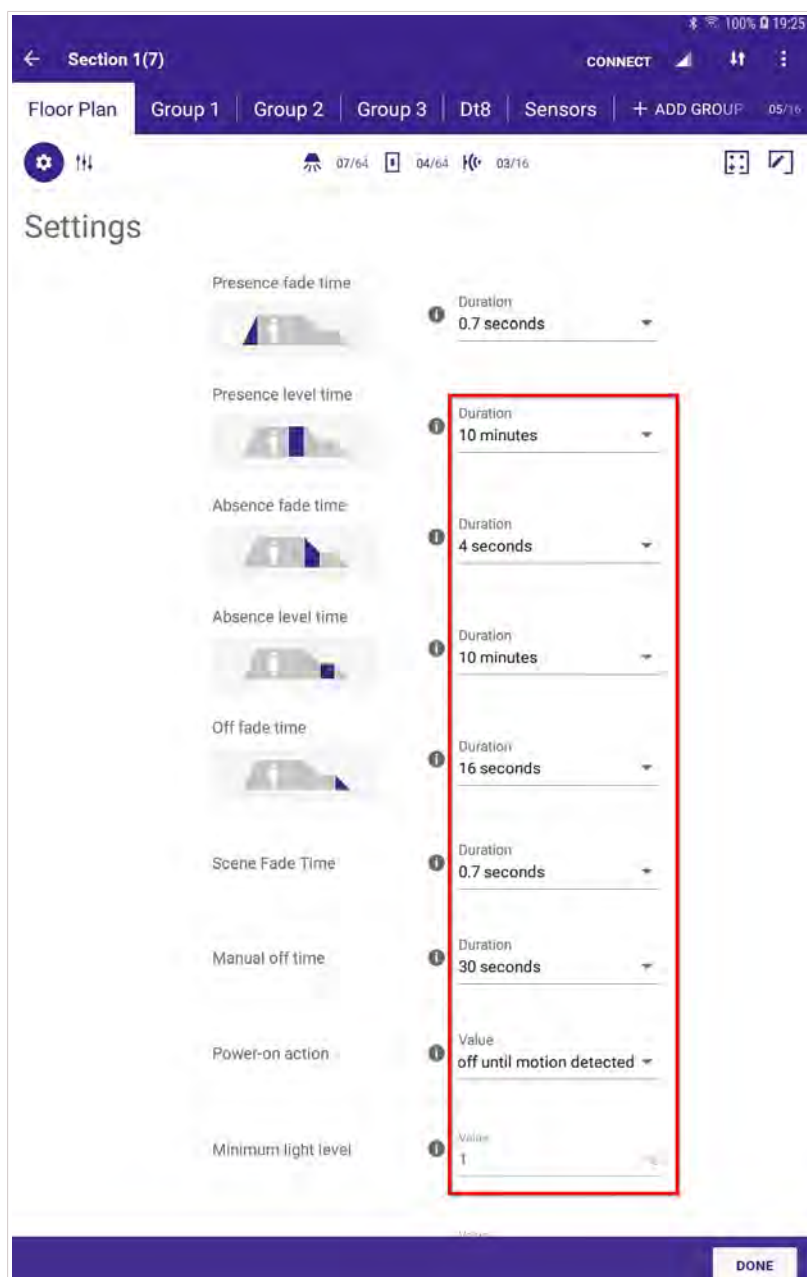 100% 19:25
Section 1(7) CONNECT
Floor Plan Group 1 Group 2 Group 3 Dt8 Sensors + ADD GROUP 05/16
07/64 04/64 03/16
Settings
Presence fade time
Duration
0.7 seconds
Presence level time
Duration
10 minutes
Absence fade time
Duration
4 seconds
Absence level time
Duration
10 minutes
Off fade time
Duration
16 seconds
Scene Fade Time
Duration
0.7 seconds
Manual off time
Duration
30 seconds
Power-on action
Value
off until motion detected
Minimum light level
Value
1 %
DONE